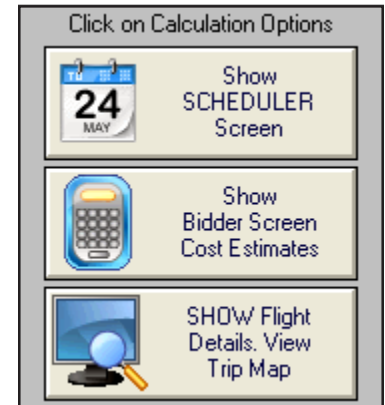 Click on Calculation Options
TU
24
MAY
Show
SCHEDULER
Screen
Show
Bidder Screen
Cost Estimates
SHOW Flight
Details. View
Trip Map